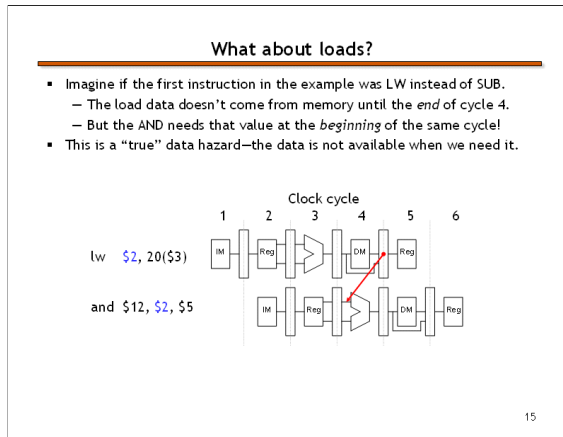 What about loads?
▪ Imagine if the first instruction in the example was LW instead of SUB.
— The load data doesn't come from memory until the end of cycle 4.
— But the AND needs that value at the beginning of the same cycle!
▪ This is a “true” data hazard—the data is not available when we need it.
Clock cycle
1 2 3 4 5 6
lw $2, 20($3)
IM Reg DM Reg
and $12, $2, $5
IM Reg DM Reg
15